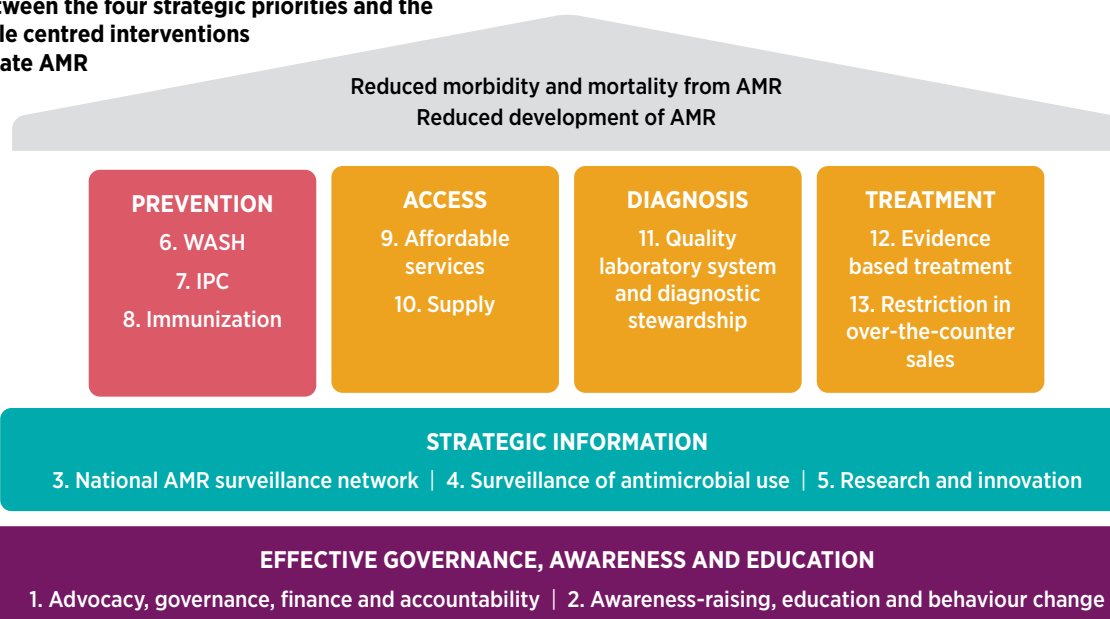 tween the four strategic priorities and the
le centred interventions
ate AMR
Reduced morbidity and mortality from AMR
Reduced development of AMR
PREVENTION
6. WASH
7. IPC
8. Immunization
ACCESS
9. Affordable
services
10. Supply
DIAGNOSIS
11. Quality
laboratory system
and diagnostic
stewardship
TREATMENT
12. Evidence
based treatment
13. Restriction in
over-the-counter
sales
STRATEGIC INFORMATION
3. National AMR surveillance network | 4. Surveillance of antimicrobial use | 5. Research and innovation
EFFECTIVE GOVERNANCE, AWARENESS AND EDUCATION
1. Advocacy, governance, finance and accountability | 2. Awareness-raising, education and behaviour change